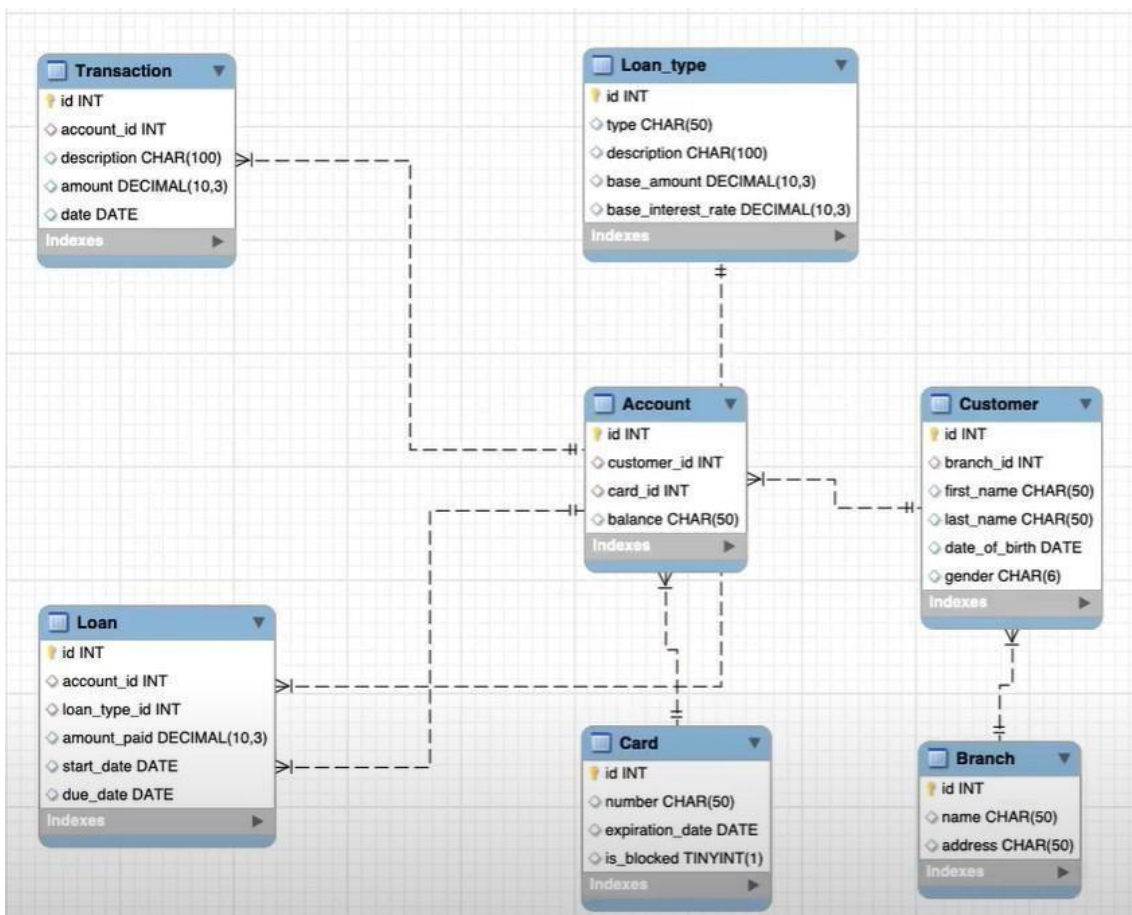 Transaction
id INT
account_id INT
description CHAR(100)
amount DECIMAL(10,3)
date DATE
Indexes
Loan_type
id INT
type CHAR(50)
description CHAR(100)
base_amount DECIMAL(10,3)
base_interest_rate DECIMAL(10,3)
Indexes
Account
id INT
customer_id INT
card_id INT
balance CHAR(50)
Indexes
Customer
id INT
branch_id INT
first_name CHAR(50)
last_name CHAR(50)
date_of_birth DATE
gender CHAR(6)
Indexes
Loan
id INT
account_id INT
loan_type_id INT
amount_paid DECIMAL(10,3)
start_date DATE
due_date DATE
Indexes
Card
id INT
number CHAR(50)
expiration_date DATE
is_blocked TINYINT(1)
Indexes
Branch
id INT
name CHAR(50)
address CHAR(50)
Indexes